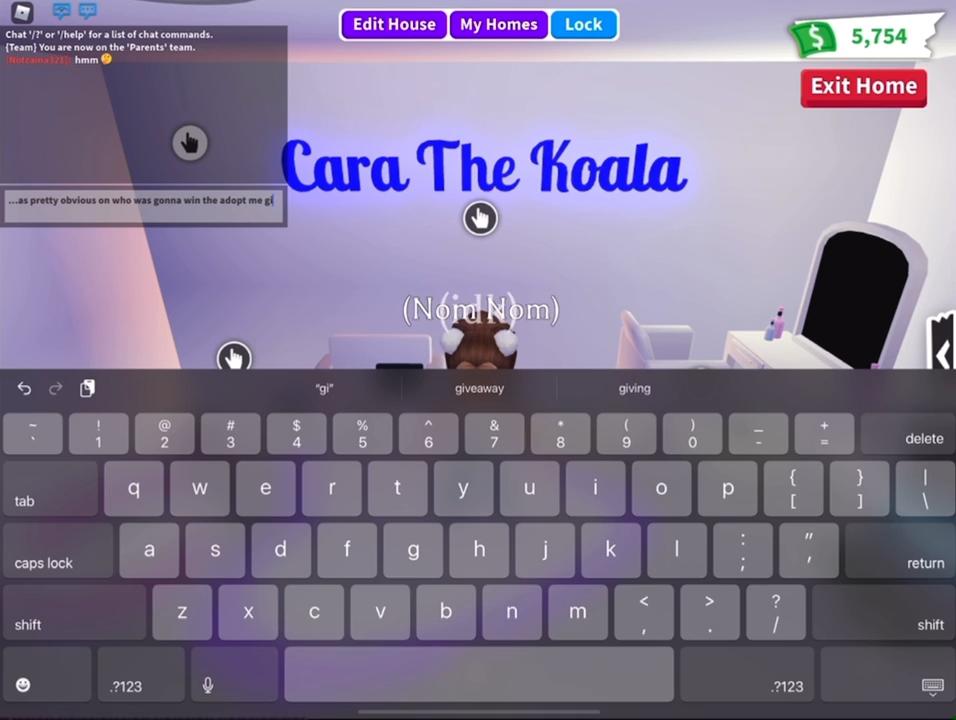 Chat '/?' or '/help' for a list of chat commands.
{Team} You are now on the 'Parents' team.
[Notzaina321]: hmm 🤔
Edit House
My Homes
Lock
5,754
Exit Home
Cara The Koala
...as pretty obvious on who was gonna win the adopt me gi
(idk)
(Nom Nom)
"gi" giveaway giving
~ ! @ # $ % ^ & * ( ) _ +
` 1 2 3 4 5 6 7 8 9 0 - = delete
tab q w e r t y u i o p { [ } ] | \
caps lock a s d f g h j k l : ; " ' return
shift z x c v b n m < , > . ? / shift
.?123 .?123